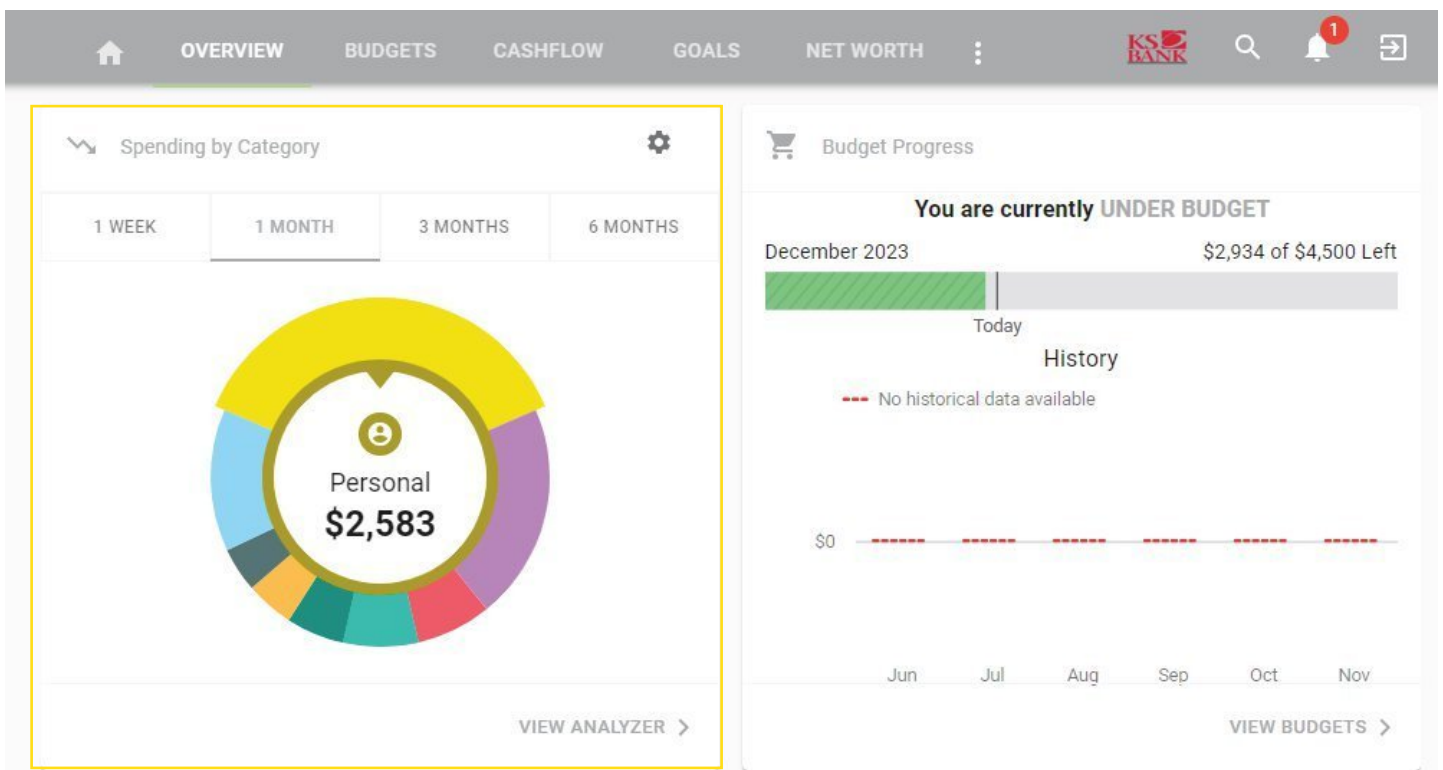 OVERVIEW BUDGETS CASHFLOW GOALS NET WORTH KS BANK 1
Spending by Category
1 WEEK 1 MONTH 3 MONTHS 6 MONTHS
Personal
$2,583
VIEW ANALYZER
Budget Progress
You are currently UNDER BUDGET
December 2023 $2,934 of $4,500 Left
Today
History
No historical data available
$0
Jun Jul Aug Sep Oct Nov
VIEW BUDGETS